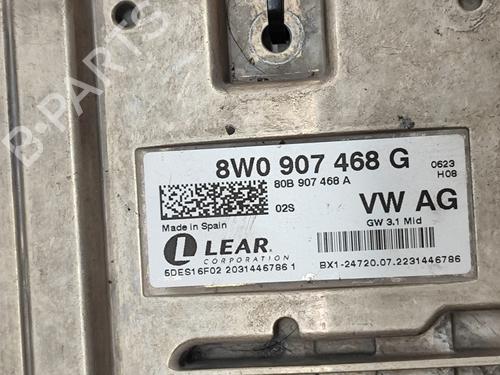 B-PARTS
8W0 907 468 G
0623
H08
80B 907 468 A
02S
VW AG
GW 3.1 Mid
Made in Spain
LEAR
CORPORATION
5DES16F02 2031446786 1
BX1-24720.07.2231446786